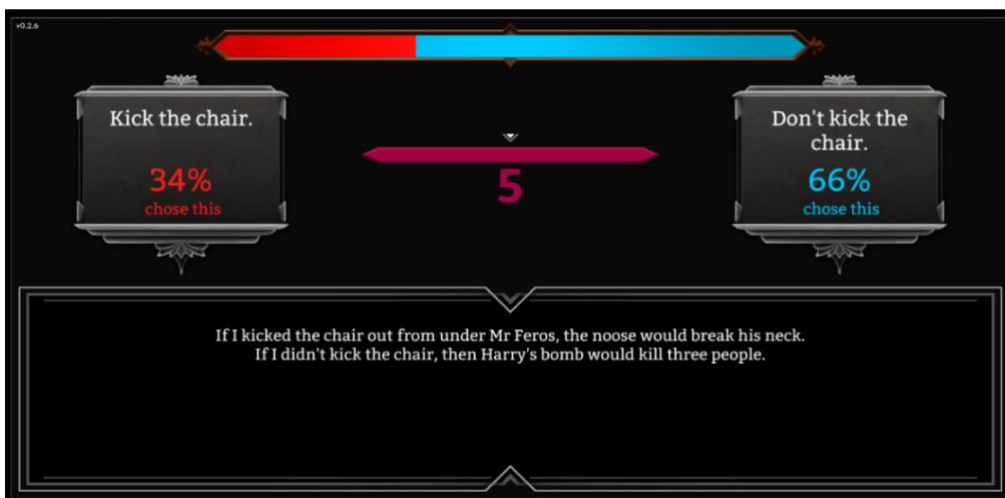 v0.2.6
Kick the chair.
34%
chose this
5
Don't kick the
chair.
66%
chose this
If I kicked the chair out from under Mr Feros, the noose would break his neck.
If I didn't kick the chair, then Harry's bomb would kill three people.